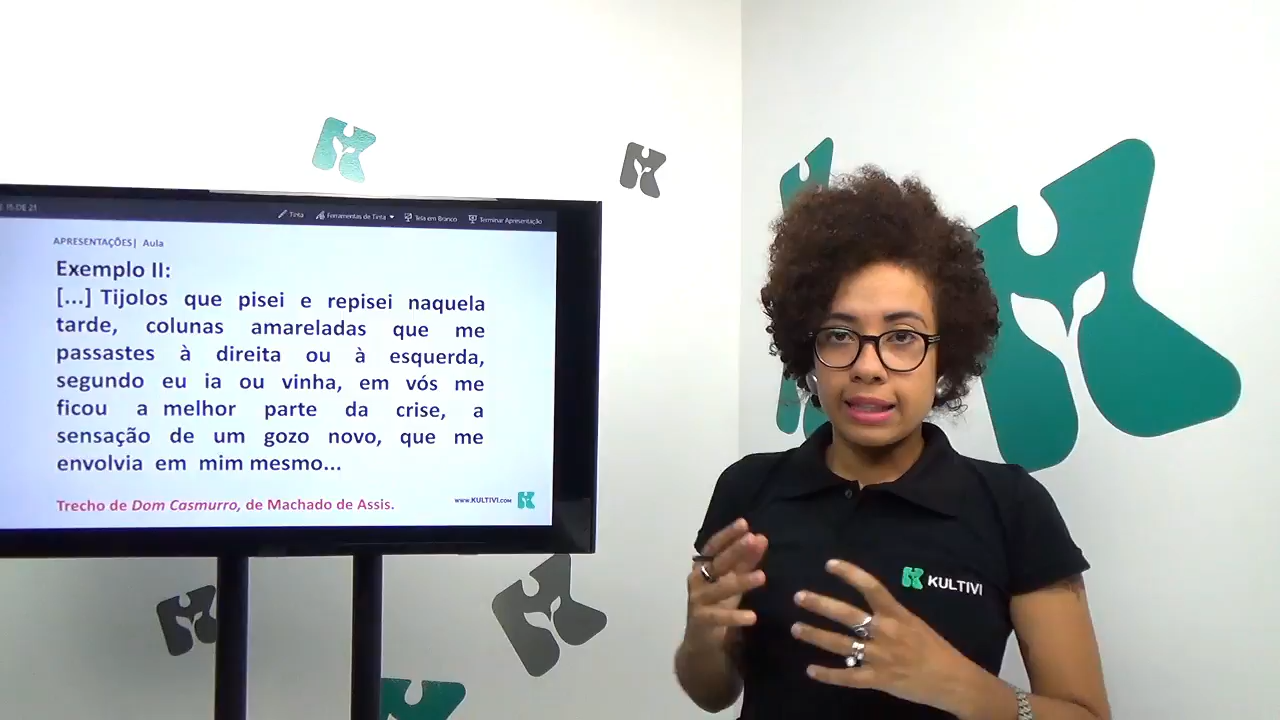 15 DE 21
Tinta
Ferramentas de Tinta
Tela em Branco
Terminar Apresentação
APRESENTAÇÕES| Aula
Exemplo II:
[...] Tijolos que pisei e repisei naquela
tarde, colunas amareladas que me
passastes à direita ou à esquerda,
segundo eu ia ou vinha, em vós me
ficou a melhor parte da crise, a
sensação de um gozo novo, que me
envolvia em mim mesmo...
Trecho de Dom Casmurro, de Machado de Assis.
www.KULTIVI.com
KULTIVI